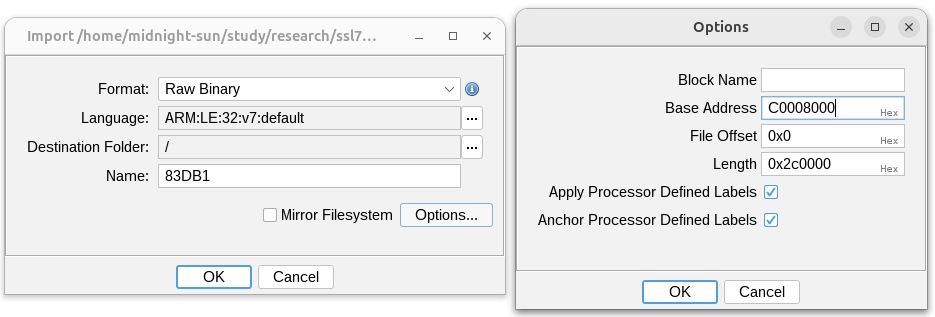 Import /home/midnight-sun/study/research/ssl7...
Format: Raw Binary
Language: ARM:LE:32:v7:default ...
Destination Folder: / ...
Name: 83DB1
Mirror Filesystem Options...
OK Cancel
Options
Block Name
Base Address C0008000 Hex
File Offset 0x0 Hex
Length 0x2c0000 Hex
Apply Processor Defined Labels
Anchor Processor Defined Labels
OK Cancel